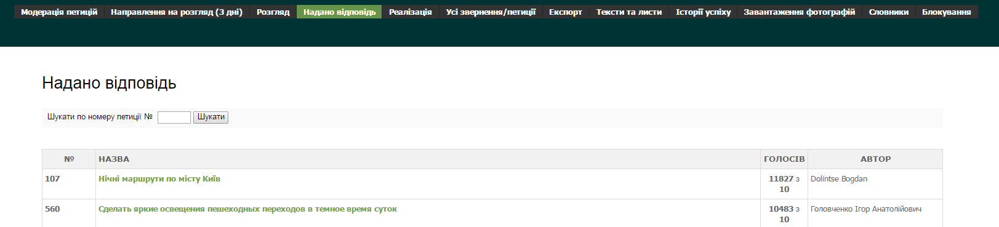 Модерація петицій Направлення на розгляд (3 дні) Розгляд Надано відповідь Реалізація Усі звернення/петиції Експорт Тексти та листи Історії успіху Завантаження фотографій Словники Блокування
Надано відповідь
Шукати по номеру петиції № Шукати
№ НАЗВА ГОЛОСІВ АВТОР
107 Нічні маршрути по місту Київ 11827 з Dolintse Bogdan
10
560 Сделать яркие освещения пешеходных переходов в темное время суток 10483 з Головченко Ігор Анатолійович
10